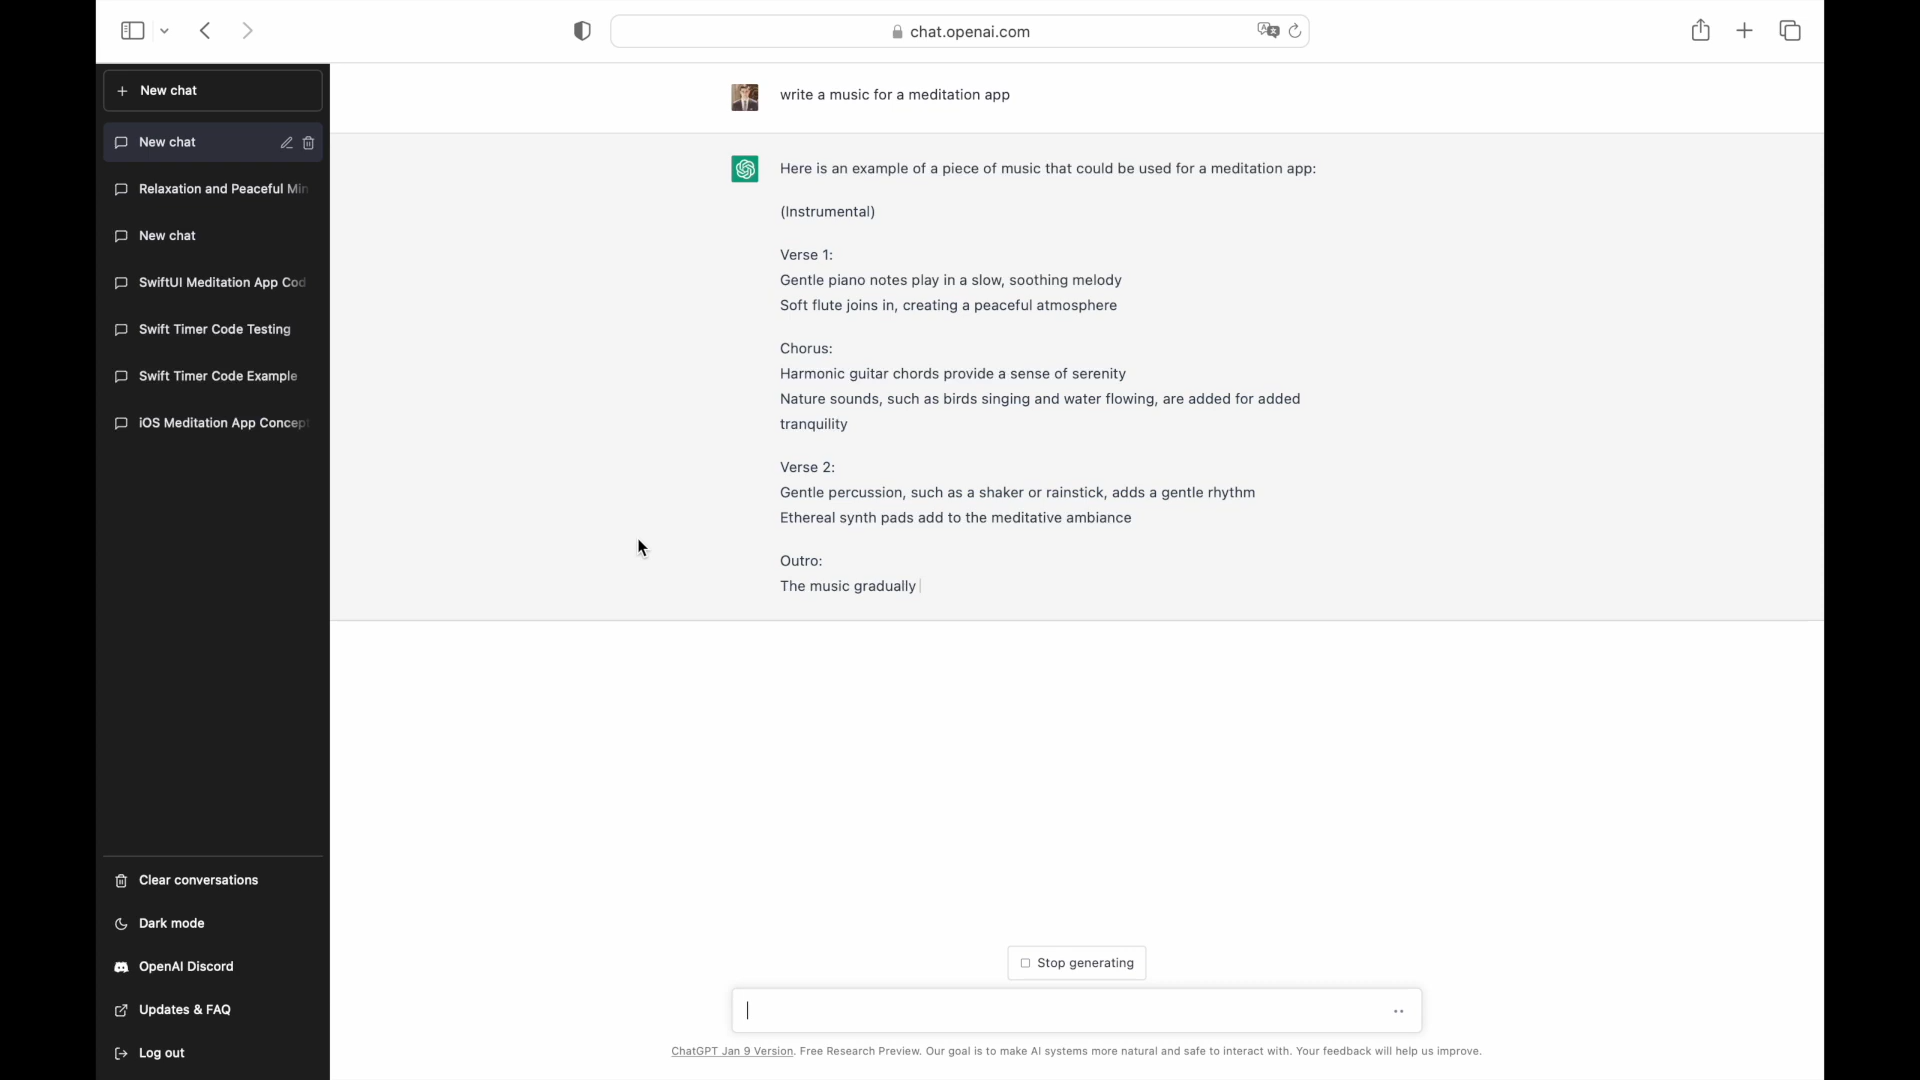 chat.openai.com
New chat
New chat
Relaxation and Peaceful Min
New chat
SwiftUI Meditation App Cod
Swift Timer Code Testing
Swift Timer Code Example
iOS Meditation App Concept
Clear conversations
Dark mode
OpenAI Discord
Updates & FAQ
Log out
write a music for a meditation app
Here is an example of a piece of music that could be used for a meditation app:
(Instrumental)
Verse 1:
Gentle piano notes play in a slow, soothing melody
Soft flute joins in, creating a peaceful atmosphere
Chorus:
Harmonic guitar chords provide a sense of serenity
Nature sounds, such as birds singing and water flowing, are added for added
tranquility
Verse 2:
Gentle percussion, such as a shaker or rainstick, adds a gentle rhythm
Ethereal synth pads add to the meditative ambiance
Outro:
The music gradually
Stop generating
ChatGPT Jan 9 Version. Free Research Preview. Our goal is to make AI systems more natural and safe to interact with. Your feedback will help us improve.